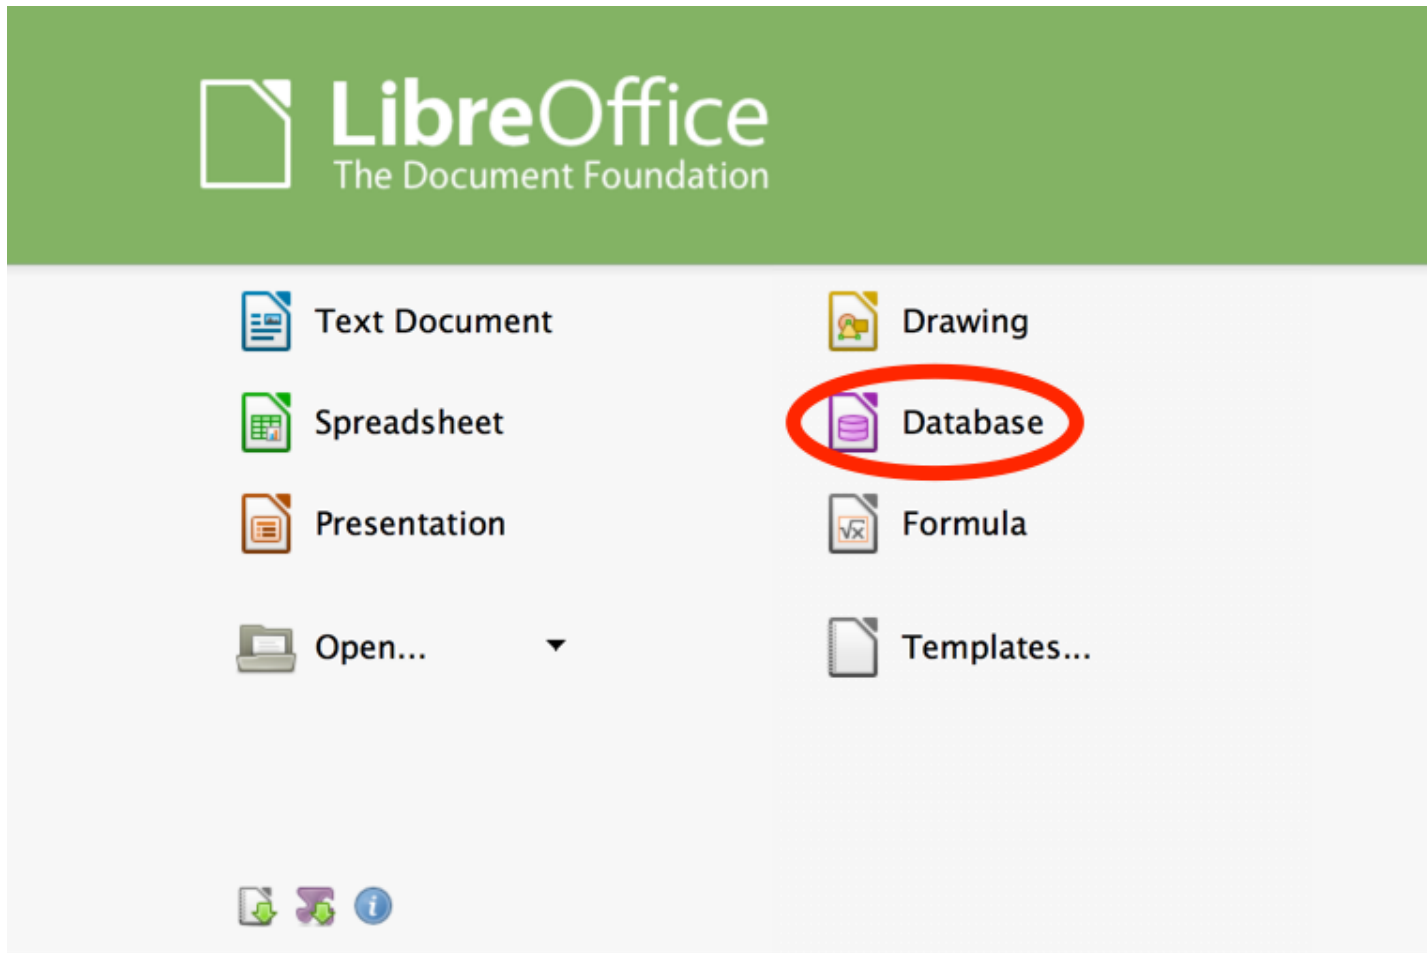 LibreOffice
The Document Foundation
Text Document
Drawing
Spreadsheet
Database
Presentation
Formula
Open...
Templates...